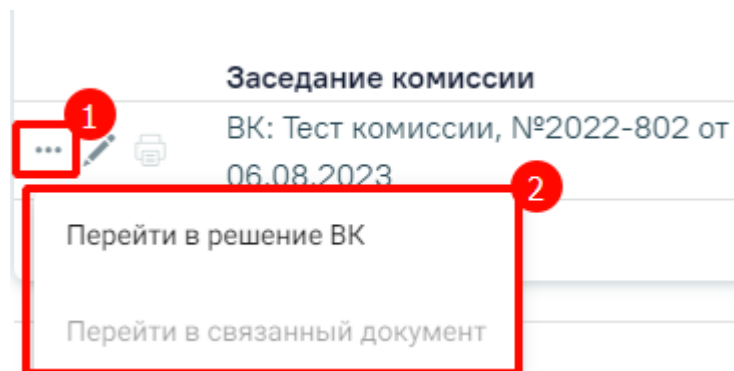 Заседание комиссии
1
ВК: Тест комиссии, №2022-802 от
06.08.2023
2
Перейти в решение ВК
Перейти в связанный документ